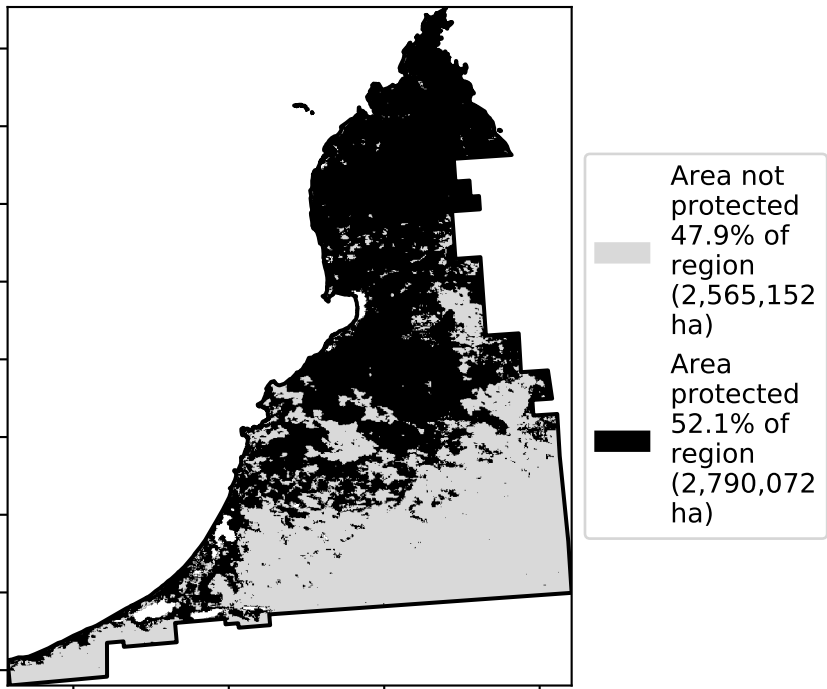 Area not
protected
47.9% of
region
(2,565,152
ha)
Area
protected
52.1% of
region
(2,790,072
ha)